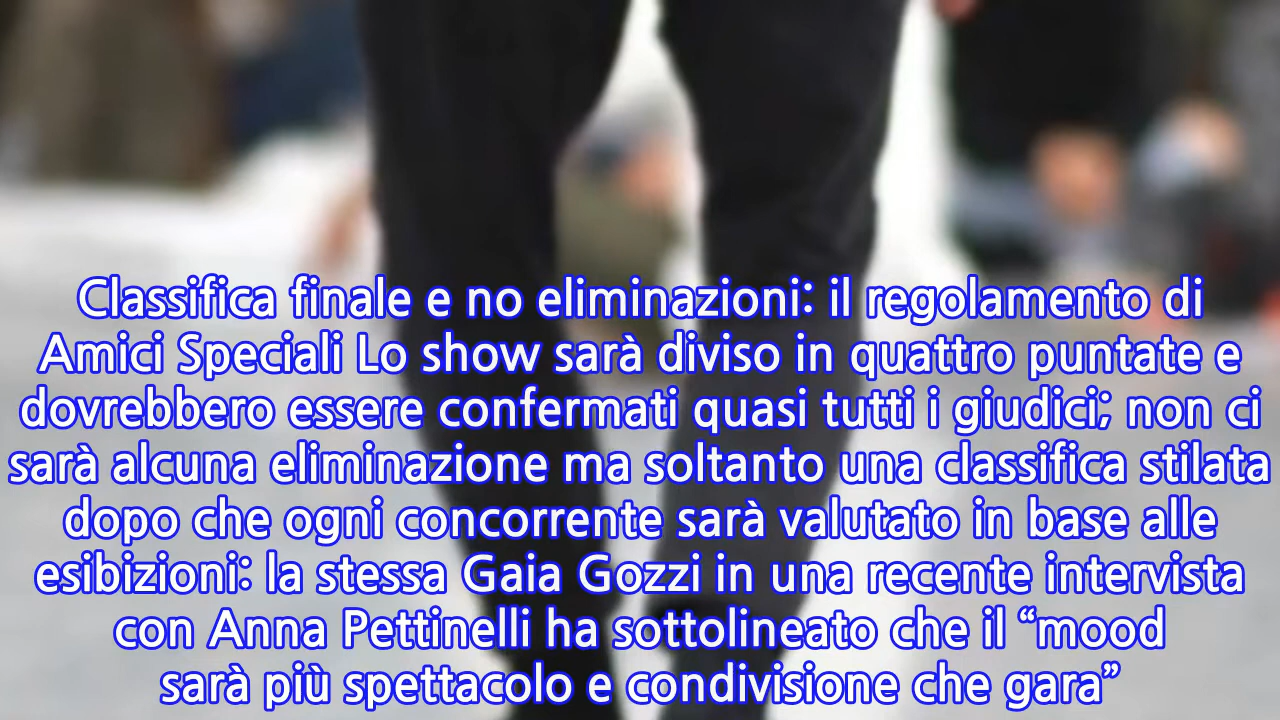 Classifica finale e no eliminazioni: il regolamento di
Amici Speciali Lo show sarà diviso in quattro puntate e
dovrebbero essere confermati quasi tutti i giudici; non ci
sarà alcuna eliminazione ma soltanto una classifica stilata
dopo che ogni concorrente sarà valutato in base alle
esibizioni: la stessa Gaia Gozzi in una recente intervista
con Anna Pettinelli ha sottolineato che il “mood
sarà più spettacolo e condivisione che gara”